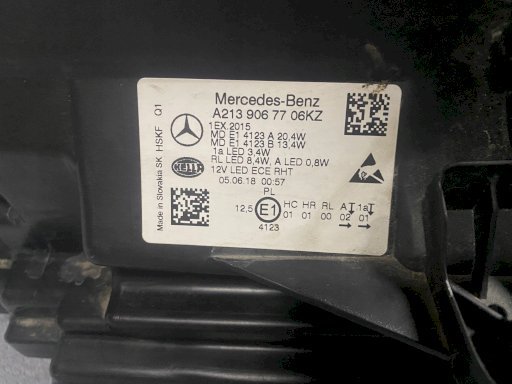 Mercedes-Benz
A213 906 77 06KZ
1EX.2015
MD E1 4123 A 20,4W
MD E1 4123 B 13,4W
1a LED 3,4W
RL LED 8,4W, A LED 0,8W
12V LED ECE RHT
05.06.18 00:57
PL
HC HR RL A 1a
12,5 E1 01 01 00 02 01
4123
HELLA
Made in Slovakia SK HSKF Q1